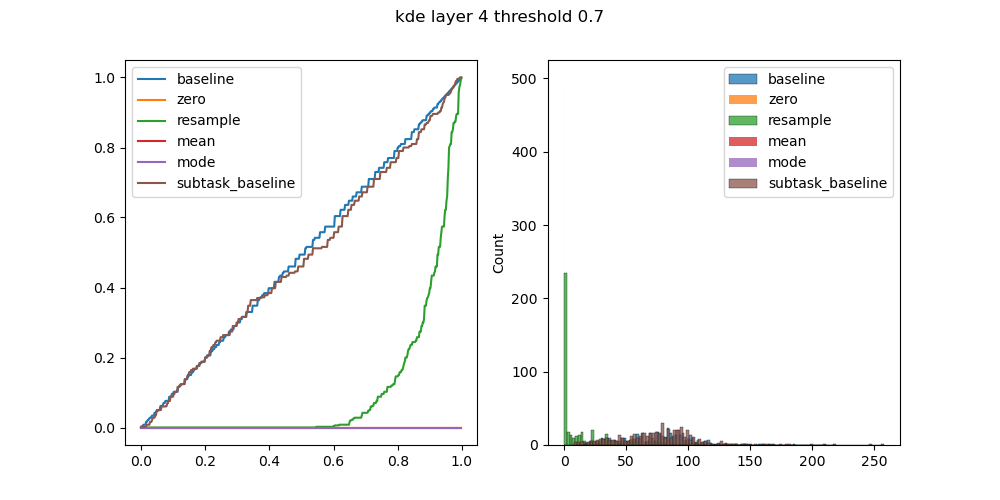 kde layer 4 threshold 0.7
1.0
0.8
0.6
0.4
0.2
0.0
0.0
0.2
0.4
0.6
0.8
1.0
baseline
zero
resample
mean
mode
subtask_baseline
Count
500
400
300
200
100
0
0
50
100
150
200
250
baseline
zero
resample
mean
mode
subtask_baseline